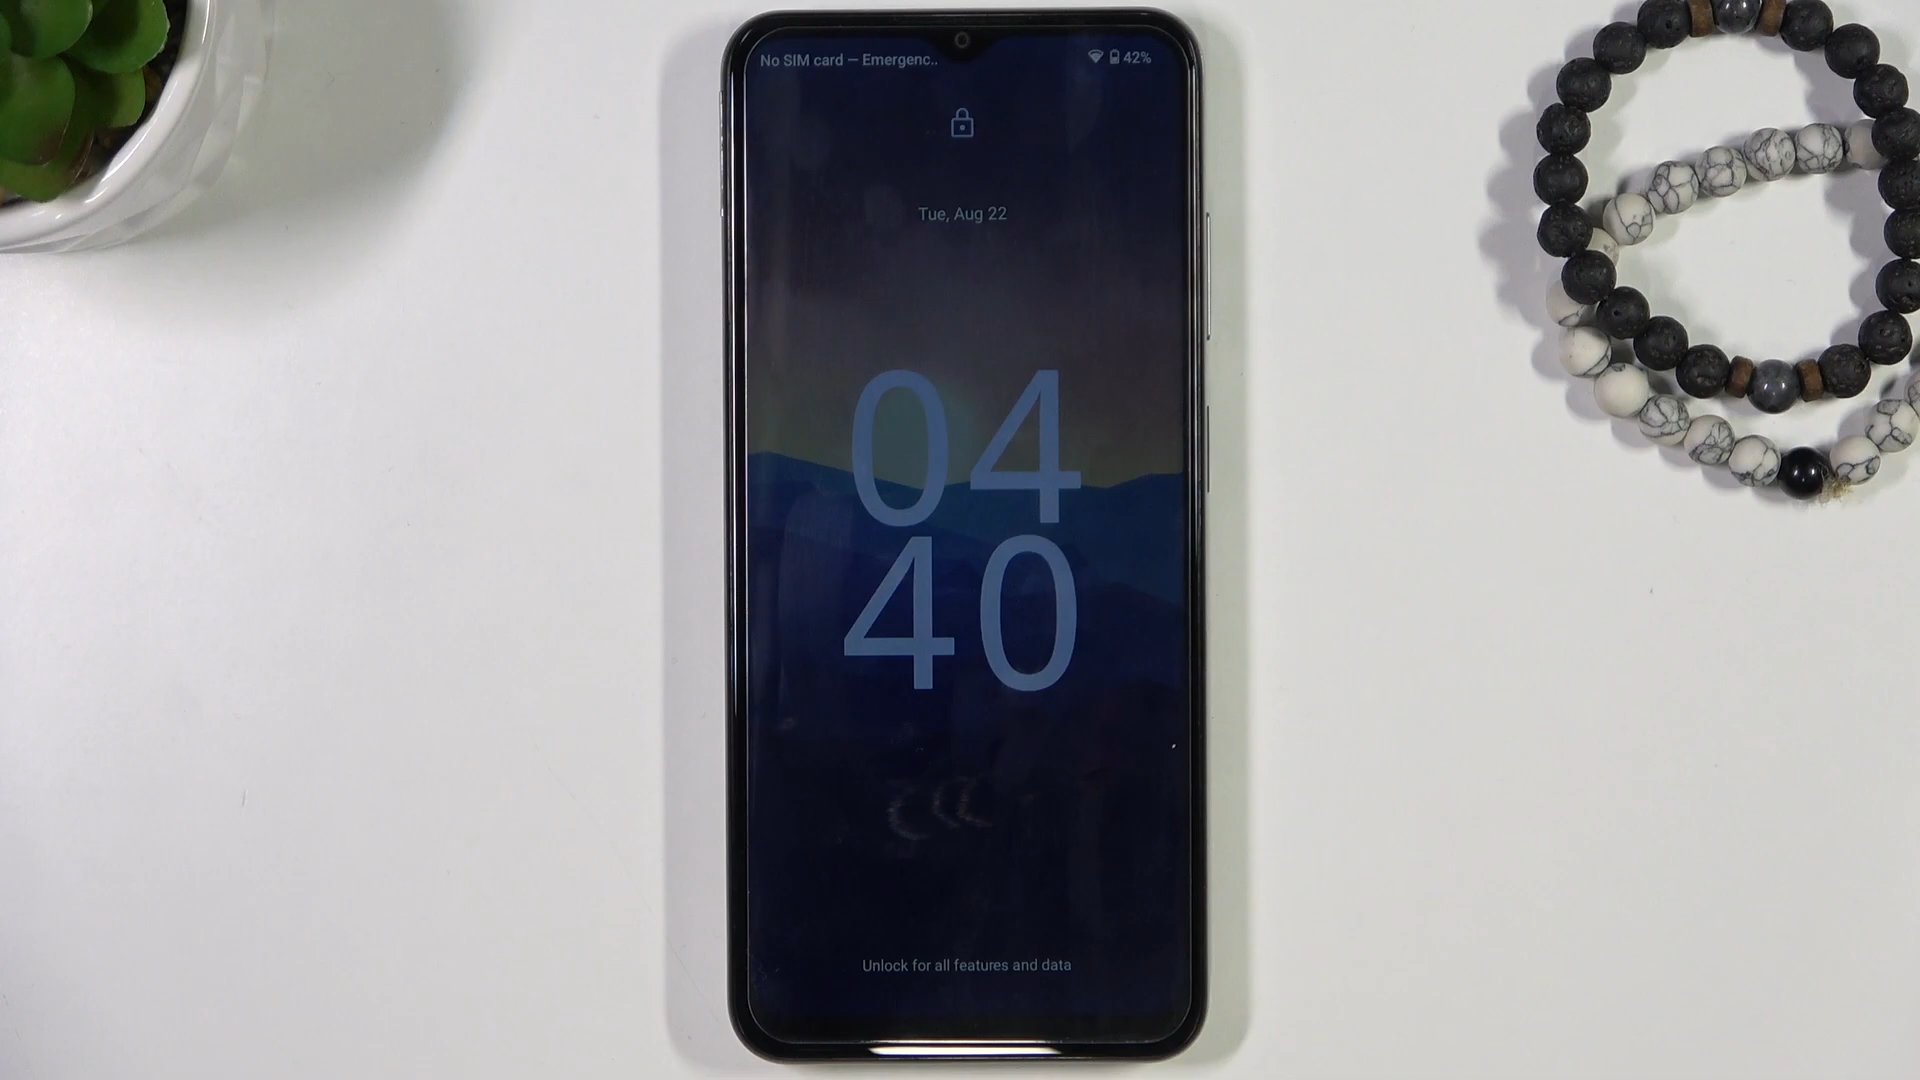 No SIM card — Emergenc..
42%
Tue, Aug 22
04
40
Unlock for all features and data